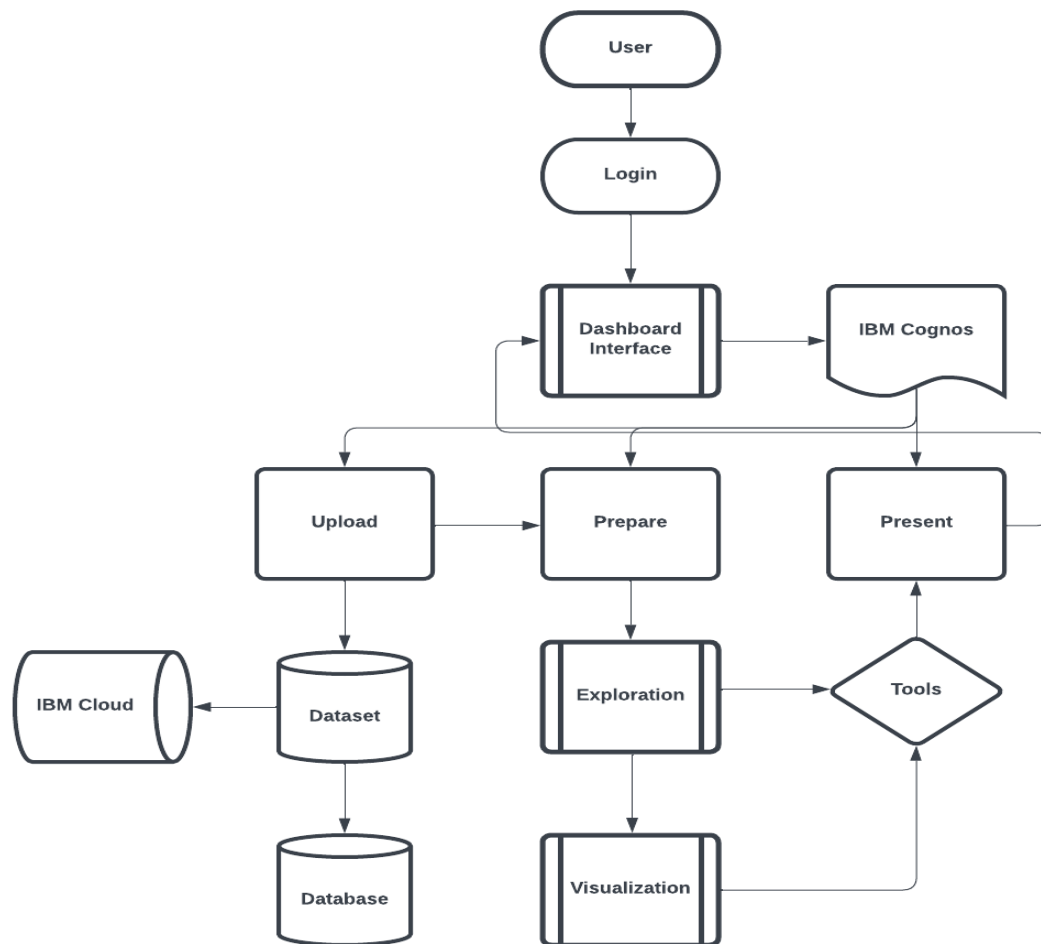 User
Login
Dashboard
Interface
IBM Cognos
Upload
Prepare
Present
IBM Cloud
Dataset
Exploration
Tools
Database
Visualization